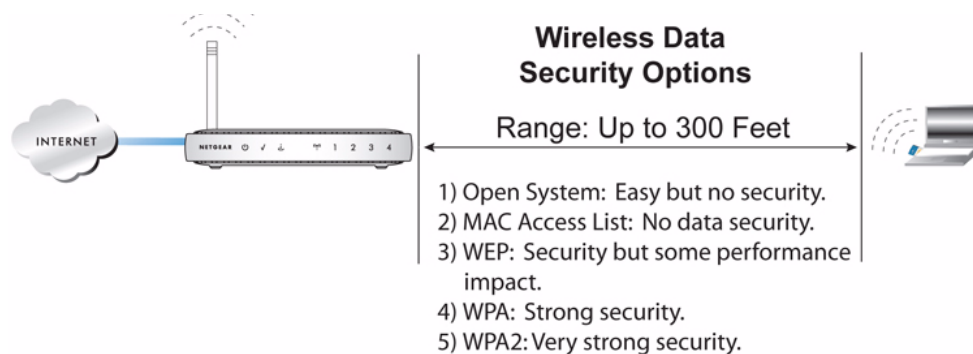 Wireless Data
Security Options
INTERNET
NETGEAR 1 2 3 4
Range: Up to 300 Feet
1) Open System: Easy but no security.
2) MAC Access List: No data security.
3) WEP: Security but some performance
impact.
4) WPA: Strong security.
5) WPA2: Very strong security.